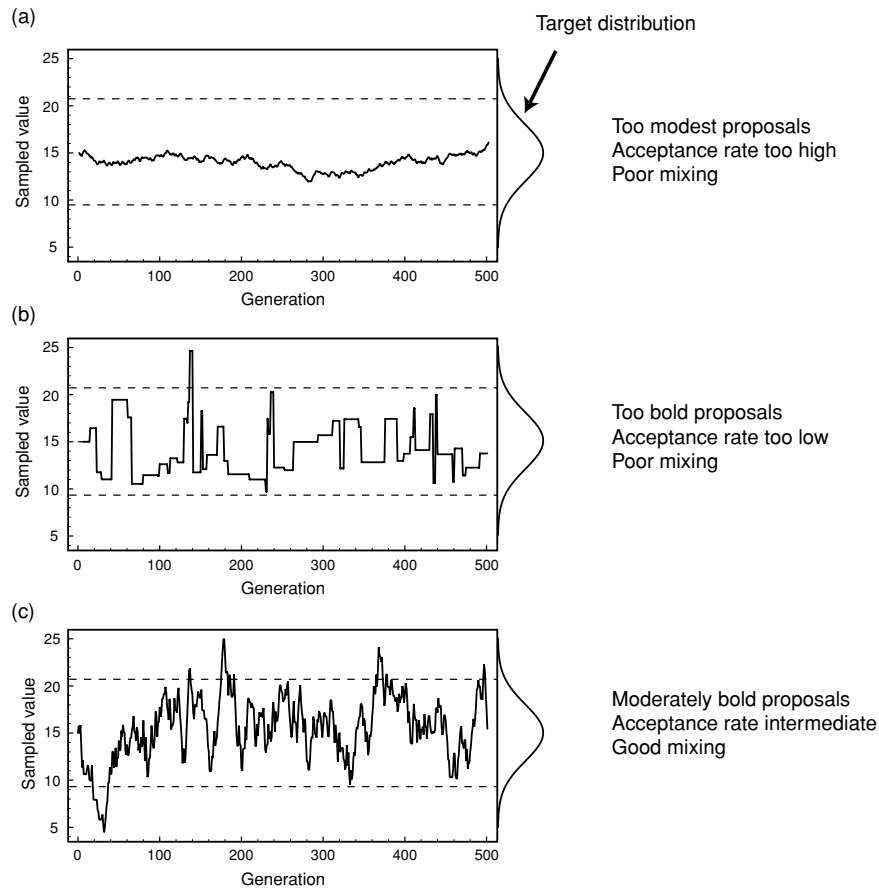 (a)
Target distribution
25
20
15
10
5
Sampled value
0
100
200
300
400
500
Generation
Too modest proposals
Acceptance rate too high
Poor mixing
(b)
25
20
15
10
5
Sampled value
0
100
200
300
400
500
Generation
Too bold proposals
Acceptance rate too low
Poor mixing
(c)
25
20
15
10
5
Sampled value
0
100
200
300
400
500
Generation
Moderately bold proposals
Acceptance rate intermediate
Good mixing